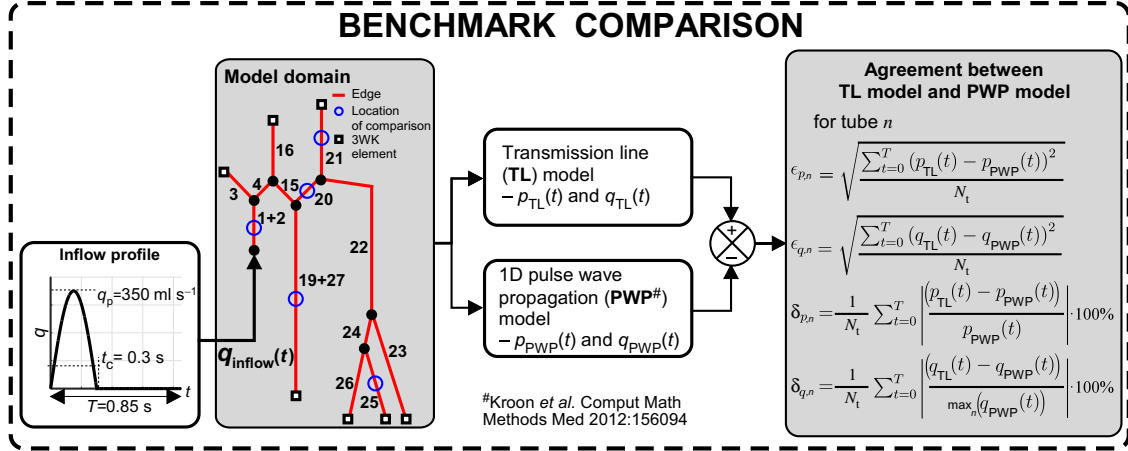 BENCHMARK COMPARISON
Inflow profile
qp=350 ml s⁻¹
q
tc= 0.3 s
t
T=0.85 s
qinflow(t)
Model domain
Edge
Location
of comparison
3WK
element
16
21
3
4
15
20
1+2
22
19+27
24
23
26
25
Transmission line
(TL) model
– pTL(t) and qTL(t)
1D pulse wave
propagation (PWP#)
model
– pPWP(t) and qPWP(t)
#Kroon et al. Comput Math
Methods Med 2012:156094
+
−
Agreement between
TL model and PWP model
for tube n
ϵp,n = √(∑ᵀt=0 (pTL(t) − pPWP(t))² / Nt)
ϵq,n = √(∑ᵀt=0 (qTL(t) − qPWP(t))² / Nt)
δp,n = 1/Nt ∑ᵀt=0 |(pTL(t) − pPWP(t)) / pPWP(t)| ·100%
δq,n = 1/Nt ∑ᵀt=0 |(qTL(t) − qPWP(t)) / maxn(qPWP(t))| ·100%